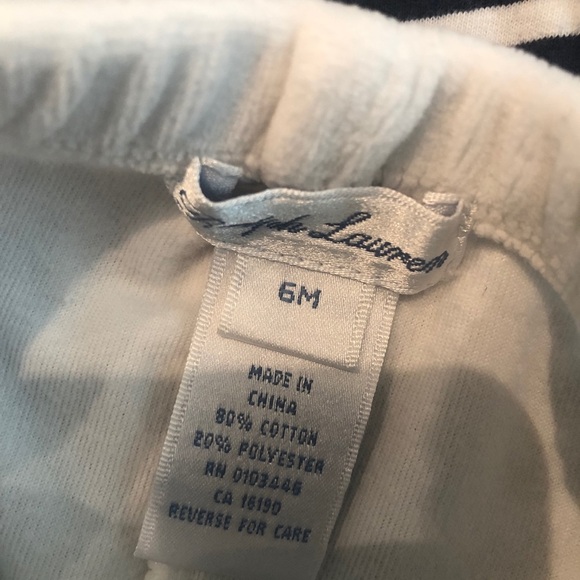 Lauren
6M
MADE IN
CHINA
80% COTTON
20% POLYESTER
RN 0103446
CA 16190
REVERSE FOR CARE